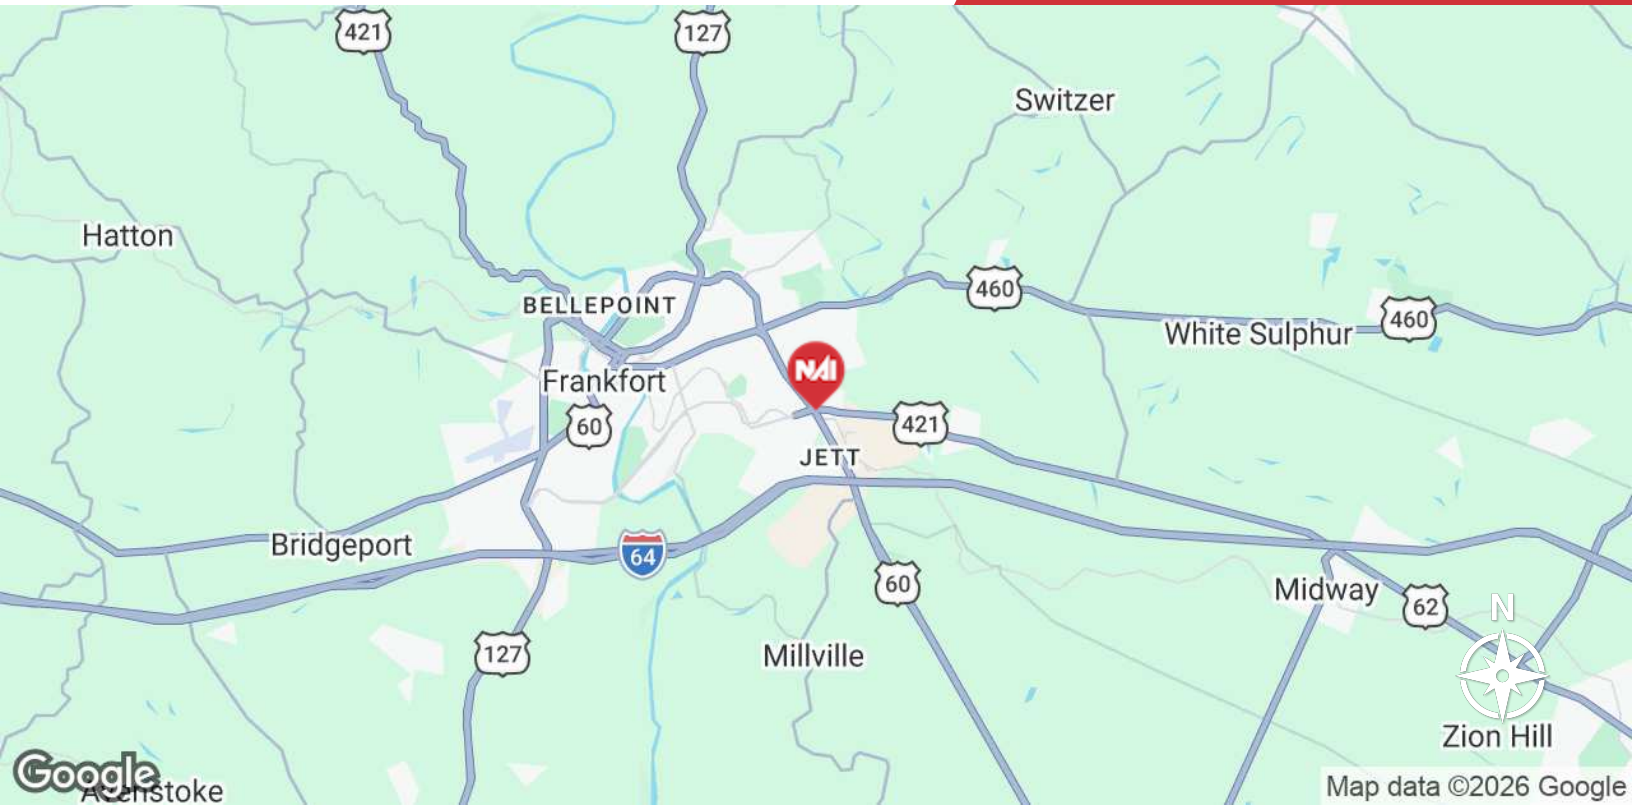 421
127
Switzer
Hatton
460
BELLEPOINT
460
White Sulphur
NAI
Frankfort
60
421
JETT
Bridgeport
64
60
Midway
62
N
127
Millville
Zion Hill
Google
Avenstoke
Map data ©2026 Google